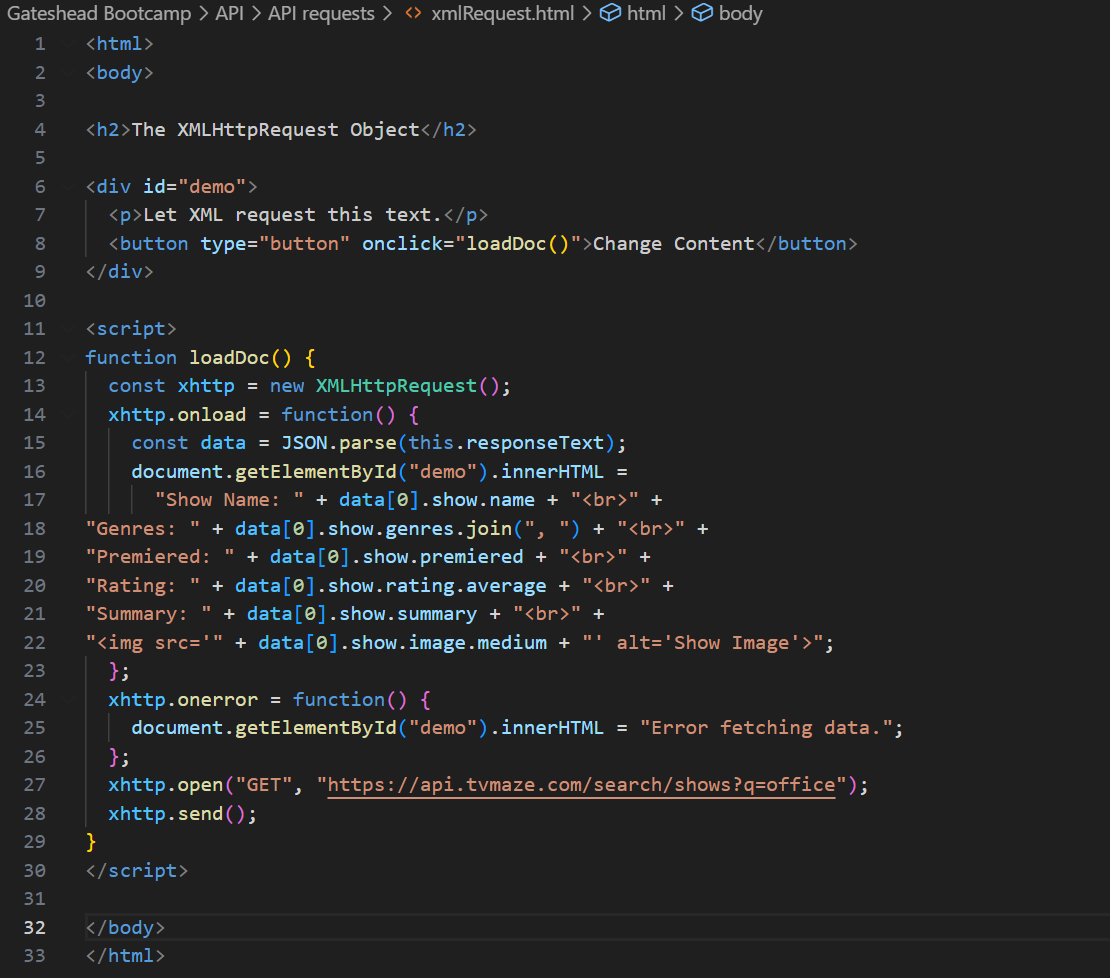 Gateshead Bootcamp > API > API requests > <> xmlRequest.html > html > body
1 <html>
2 <body>
3
4 <h2>The XMLHttpRequest Object</h2>
5
6 <div id="demo">
7   <p>Let XML request this text.</p>
8   <button type="button" onclick="loadDoc()">Change Content</button>
9 </div>
10
11 <script>
12 function loadDoc() {
13   const xhttp = new XMLHttpRequest();
14   xhttp.onload = function() {
15     const data = JSON.parse(this.responseText);
16     document.getElementById("demo").innerHTML =
17       "Show Name: " + data[0].show.name + "<br>" +
18 "Genres: " + data[0].show.genres.join(", ") + "<br>" +
19 "Premiered: " + data[0].show.premiered + "<br>" +
20 "Rating: " + data[0].show.rating.average + "<br>" +
21 "Summary: " + data[0].show.summary + "<br>" +
22 "<img src='" + data[0].show.image.medium + "' alt='Show Image'>";
23   };
24   xhttp.onerror = function() {
25     document.getElementById("demo").innerHTML = "Error fetching data.";
26   };
27   xhttp.open("GET", "https://api.tvmaze.com/search/shows?q=office");
28   xhttp.send();
29 }
30 </script>
31
32 </body>
33 </html>